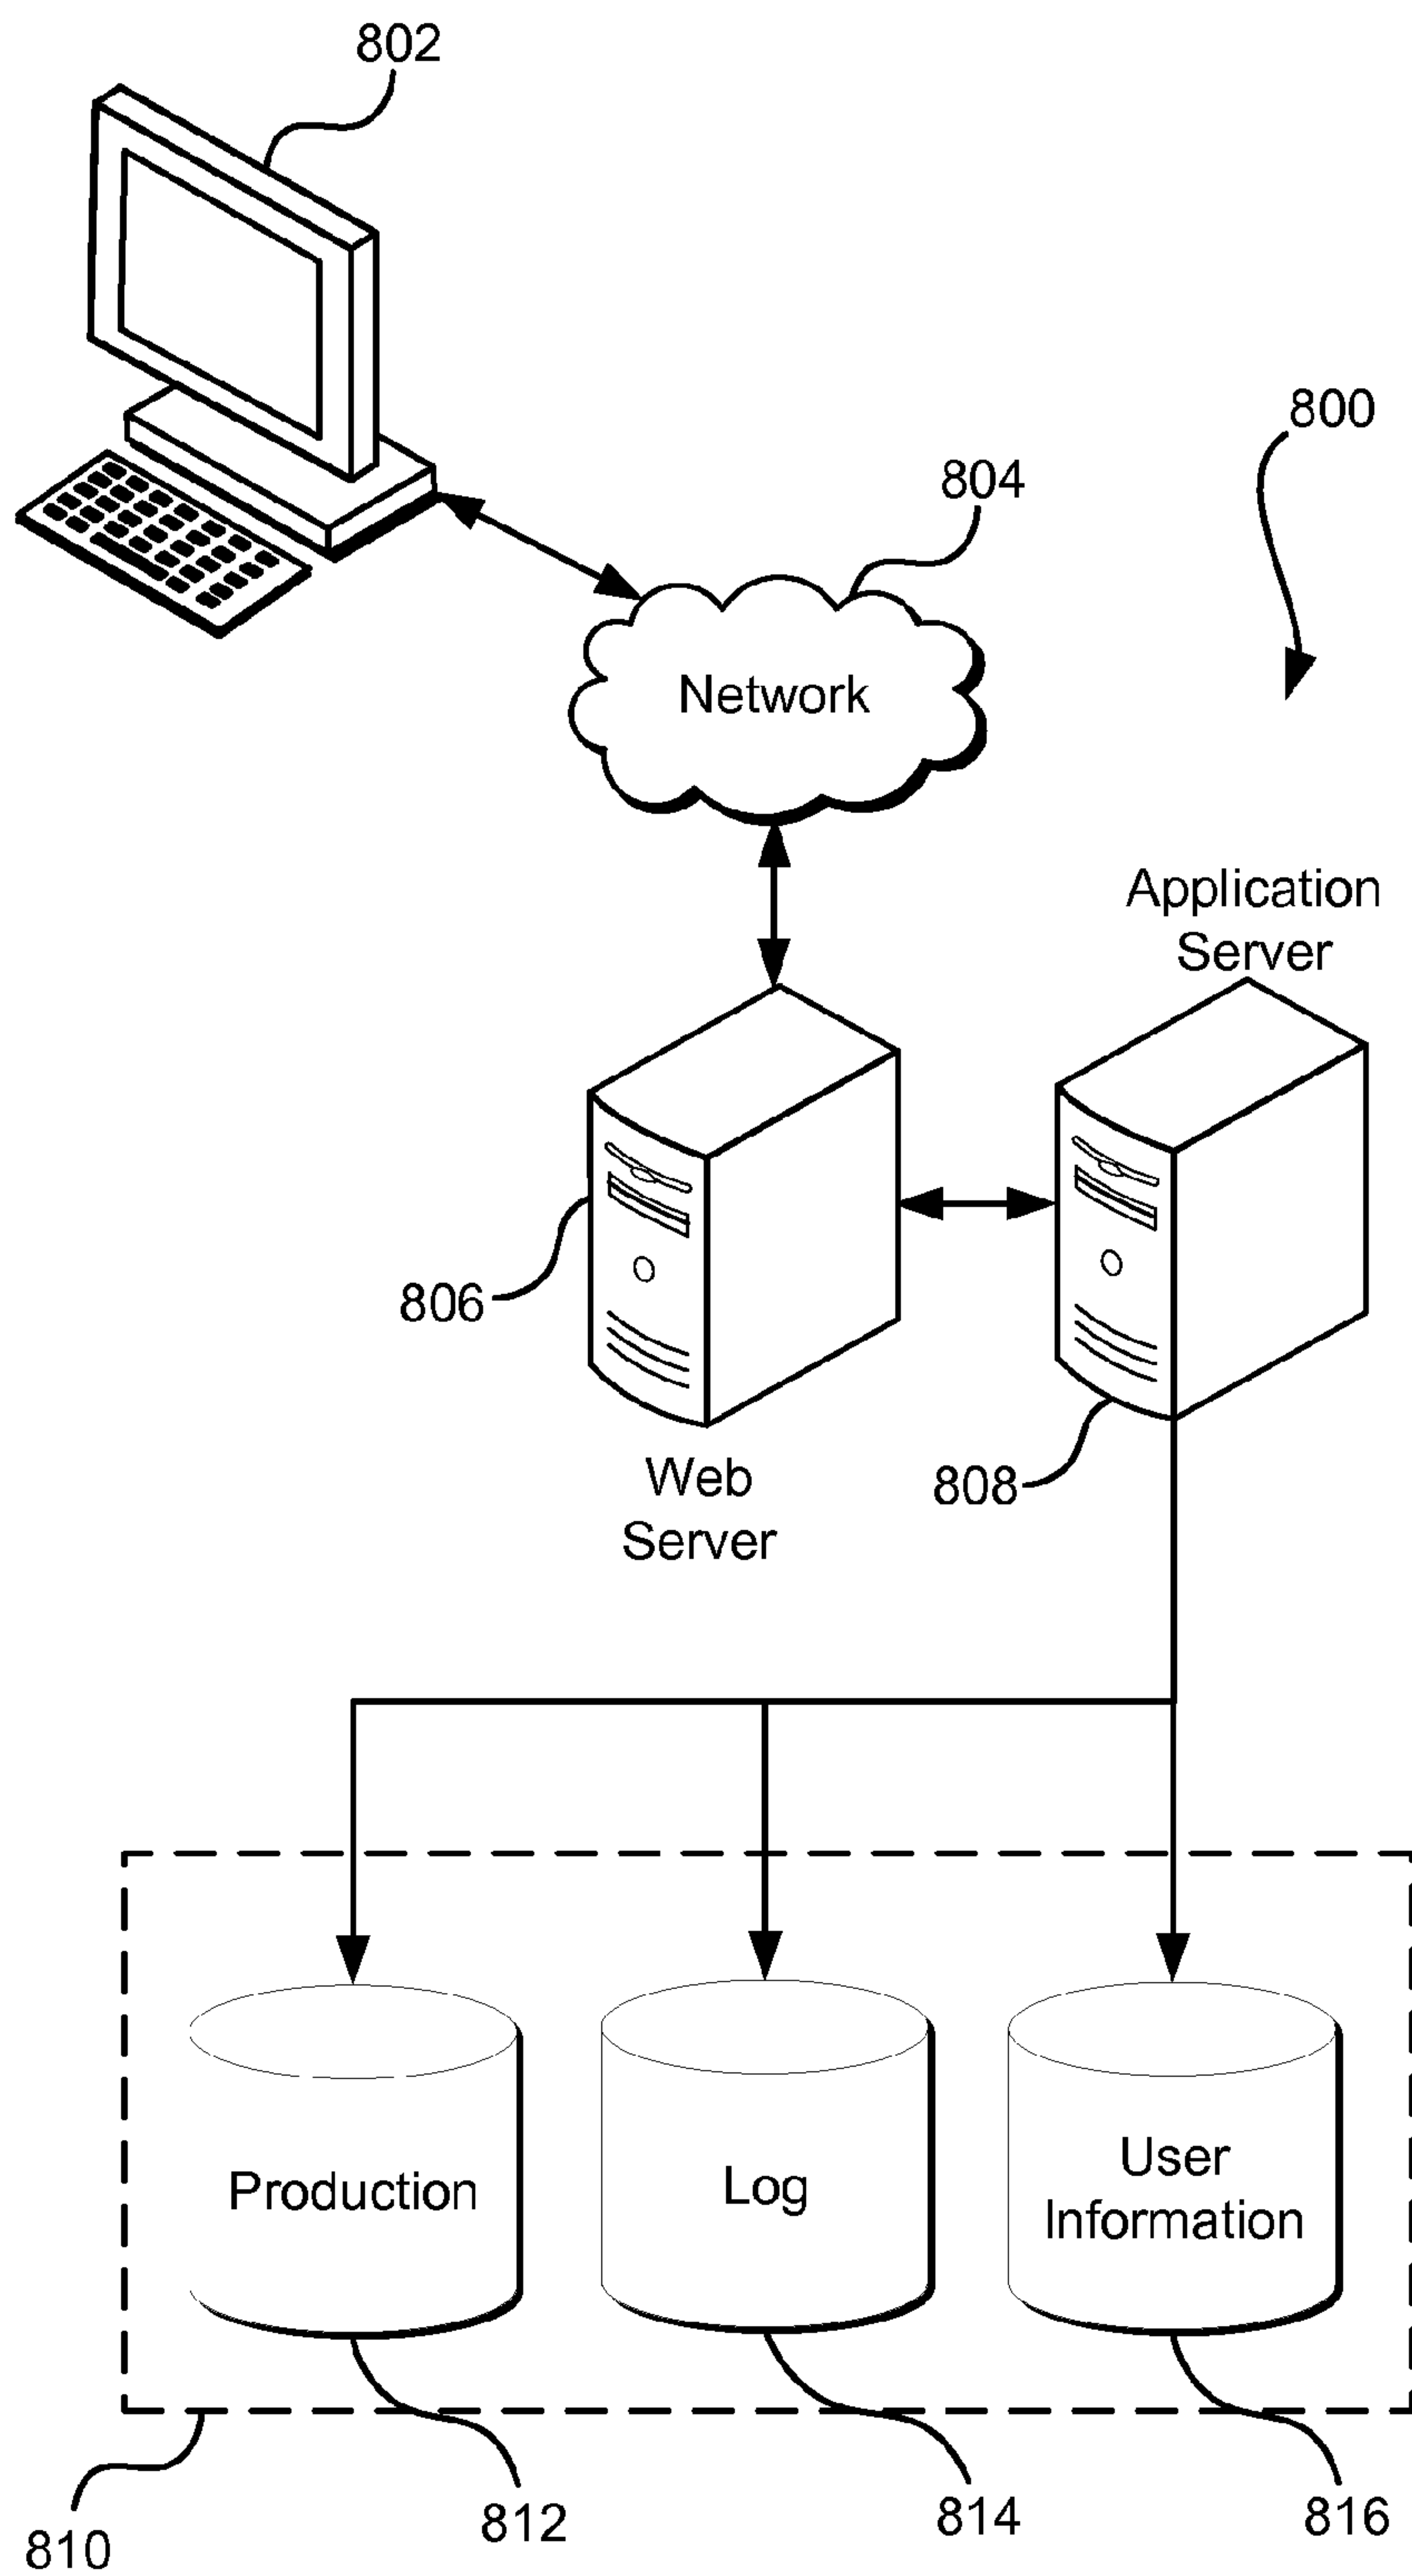 802
800
804
Network
Application
Server
806
808
Web
Server
Production
Log
User
Information
810
812
814
816